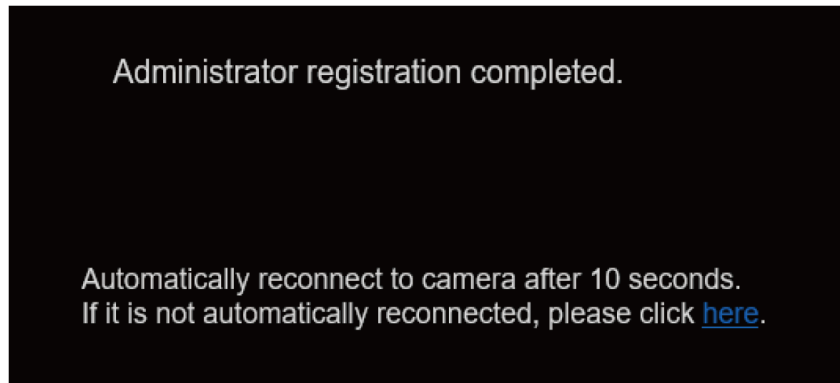 Administrator registration completed.
Automatically reconnect to camera after 10 seconds.
If it is not automatically reconnected, please click here.